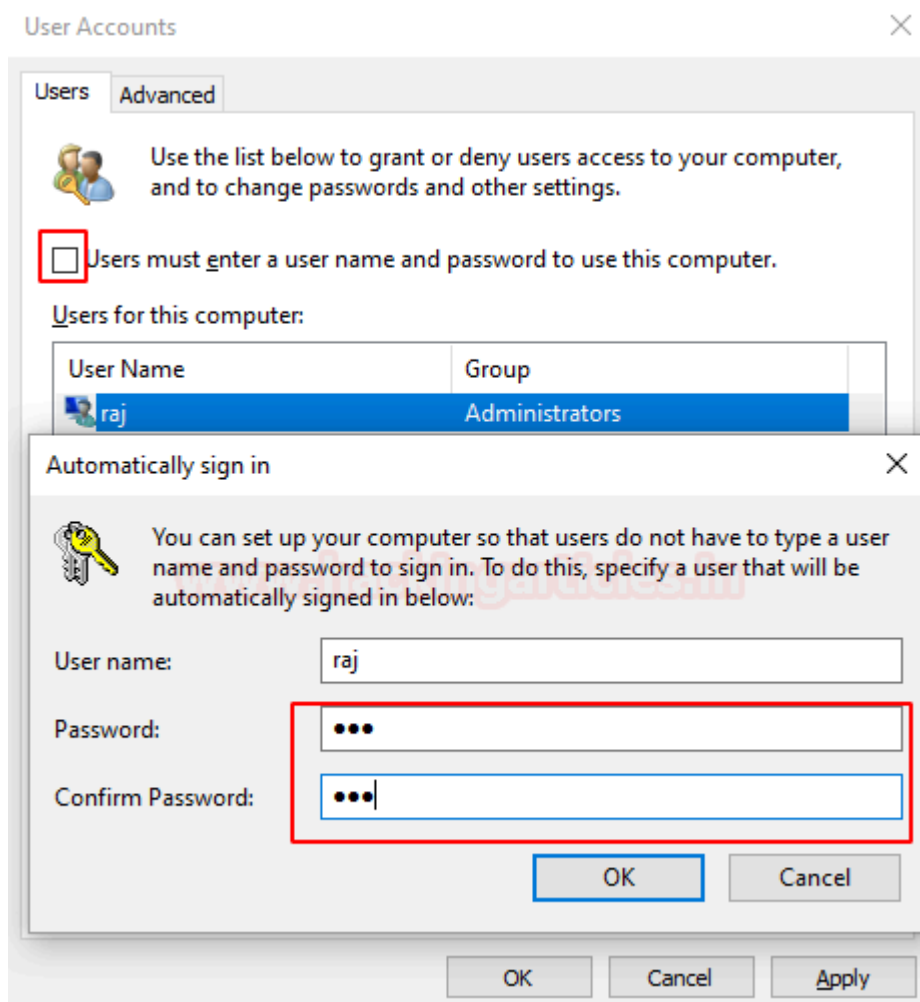 User Accounts
Users
Advanced
Use the list below to grant or deny users access to your computer,
and to change passwords and other settings.
Users must enter a user name and password to use this computer.
Users for this computer:
User Name Group
raj Administrators
Automatically sign in
You can set up your computer so that users do not have to type a user
name and password to sign in. To do this, specify a user that will be
automatically signed in below:
www.hackingarticles.in
User name: raj
Password: ●●●
Confirm Password: ●●●
OK Cancel
OK Cancel Apply